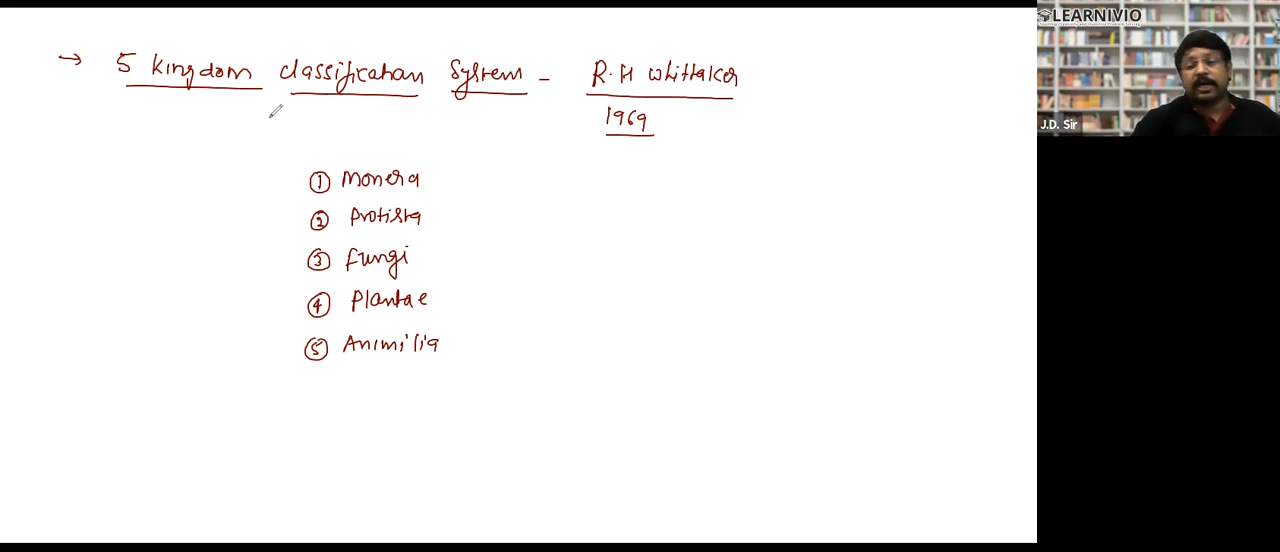 → 5 kingdom classification System - R.H Whittaker
1969
① Monera
② Protista
③ Fungi
④ Plantae
⑤ Animilia
LEARNIVIO
J.D. Sir